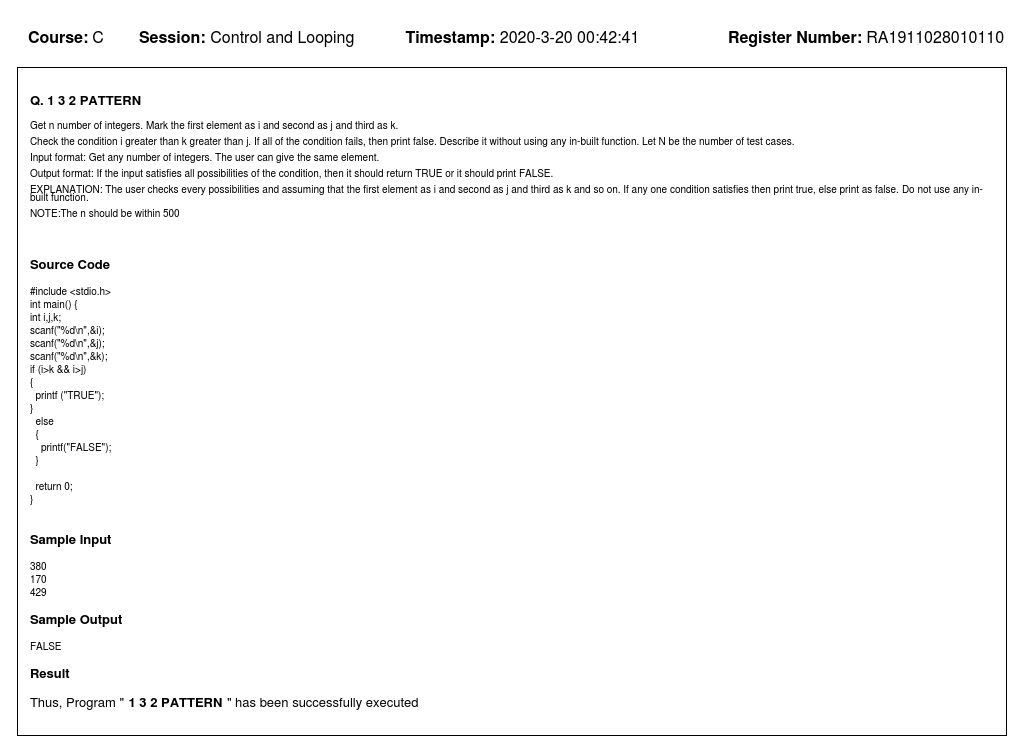 Course: C Session: Control and Looping Timestamp: 2020-3-20 00:42:41 Register Number: RA1911028010110
Q. 1 3 2 PATTERN
Get n number of integers. Mark the first element as i and second as j and third as k.
Check the condition i greater than k greater than j. If all of the condition fails, then print false. Describe it without using any in-built function. Let N be the number of test cases.
Input format: Get any number of integers. The user can give the same element.
Output format: If the input satisfies all possibilities of the condition, then it should return TRUE or it should print FALSE.
EXPLANATION: The user checks every possibilities and assuming that the first element as i and second as j and third as k and so on. If any one condition satisfies then print true, else print as false. Do not use any in-
built function.
NOTE:The n should be within 500
Source Code
#include <stdio.h>
int main() {
int i,j,k;
scanf("%d\n",&i);
scanf("%d\n",&j);
scanf("%d\n",&k);
if (i>k && i>j)
{
  printf ("TRUE");
}
  else
  {
    printf("FALSE");
  }
  return 0;
}
Sample Input
380
170
429
Sample Output
FALSE
Result
Thus, Program " 1 3 2 PATTERN " has been successfully executed